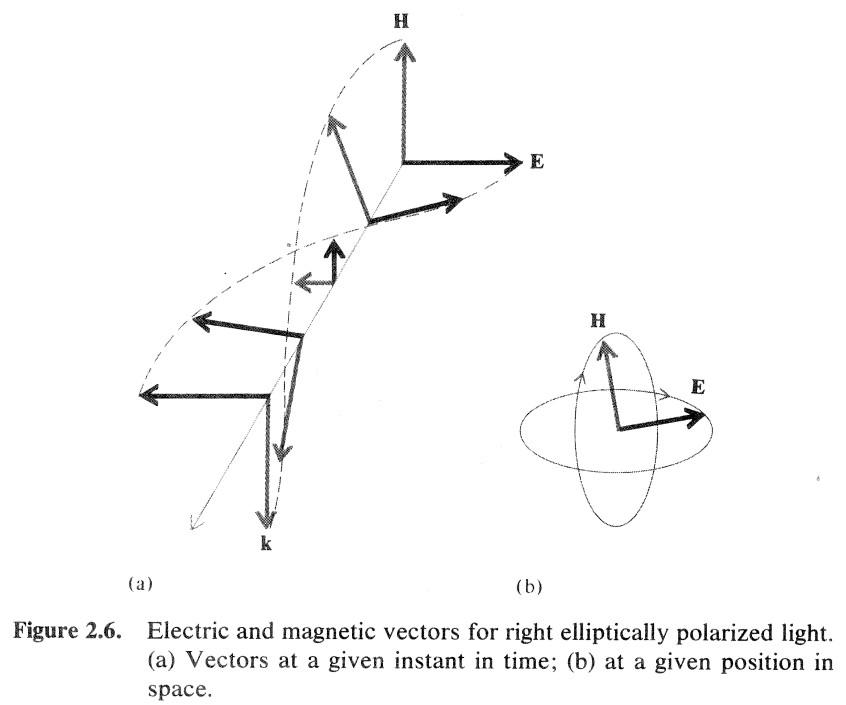 H
E
k
H
E
(a)
(b)
Figure 2.6. Electric and magnetic vectors for right elliptically polarized light.
(a) Vectors at a given instant in time; (b) at a given position in
space.